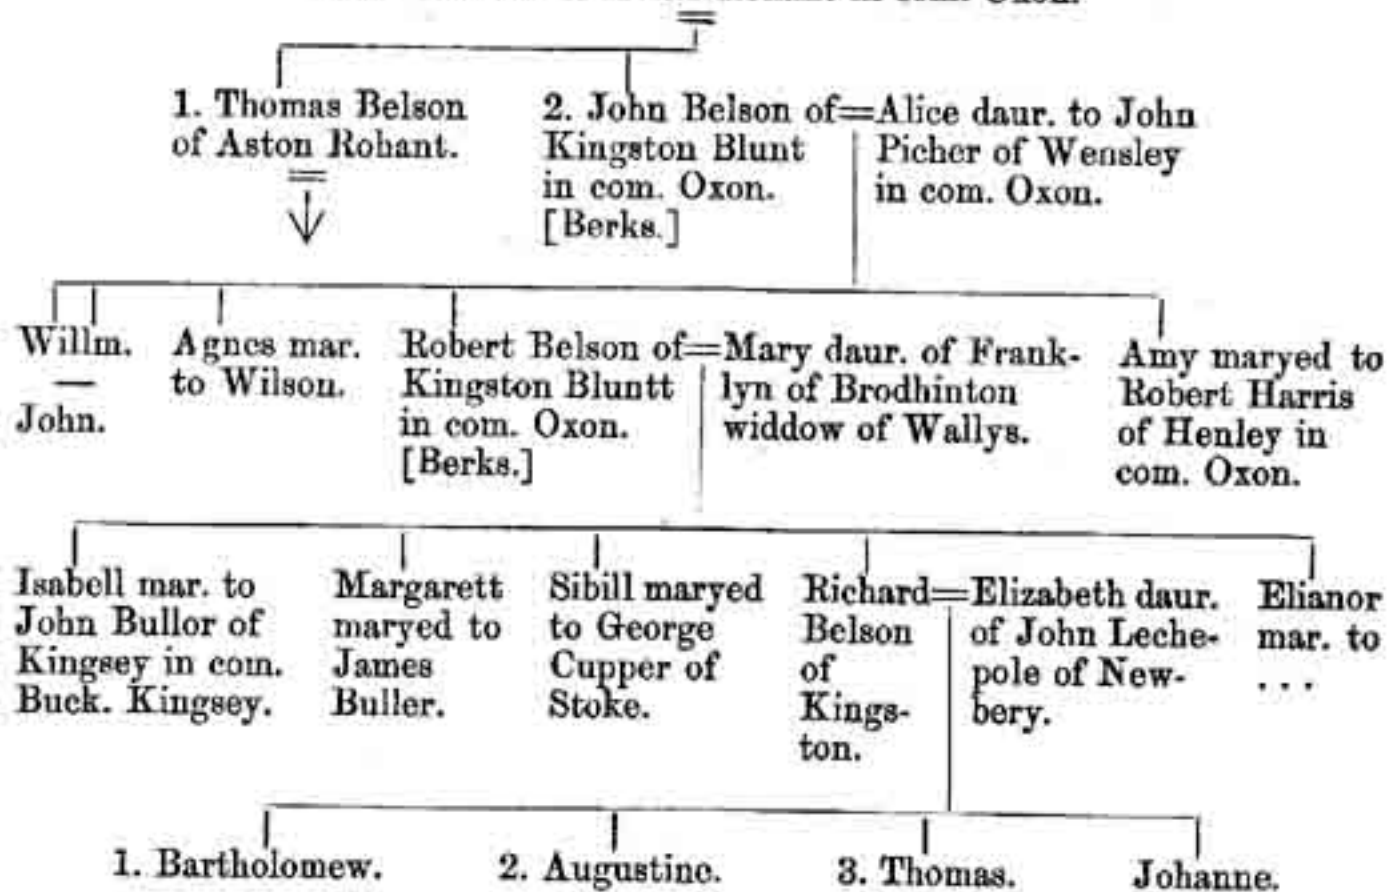 in com. Oxon.
1. Thomas Belson
of Aston Rohant.
2. John Belson of=Alice daur. to John
Kingston Blunt
in com. Oxon.
[Berks.]
Picher of Wensley
in com. Oxon.
Willm.
—
John.
Agnes mar.
to Wilson.
Robert Belson of=Mary daur. of Frank-
Kingston Bluntt
in com. Oxon.
[Berks.]
lyn of Brodhinton
widdow of Wallys.
Amy maryed to
Robert Harris
of Henley in
com. Oxon.
Isabell mar. to
John Bullor of
Kingsey in com.
Buck. Kingsey.
Margarett
maryed to
James
Buller.
Sibill maryed
to George
Cupper of
Stoke.
Richard=Elizabeth daur.
Belson
of
Kings-
ton.
of John Leche-
pole of New-
bery.
Elianor
mar. to
...
1. Bartholomew.
2. Augustine.
3. Thomas.
Johanne.